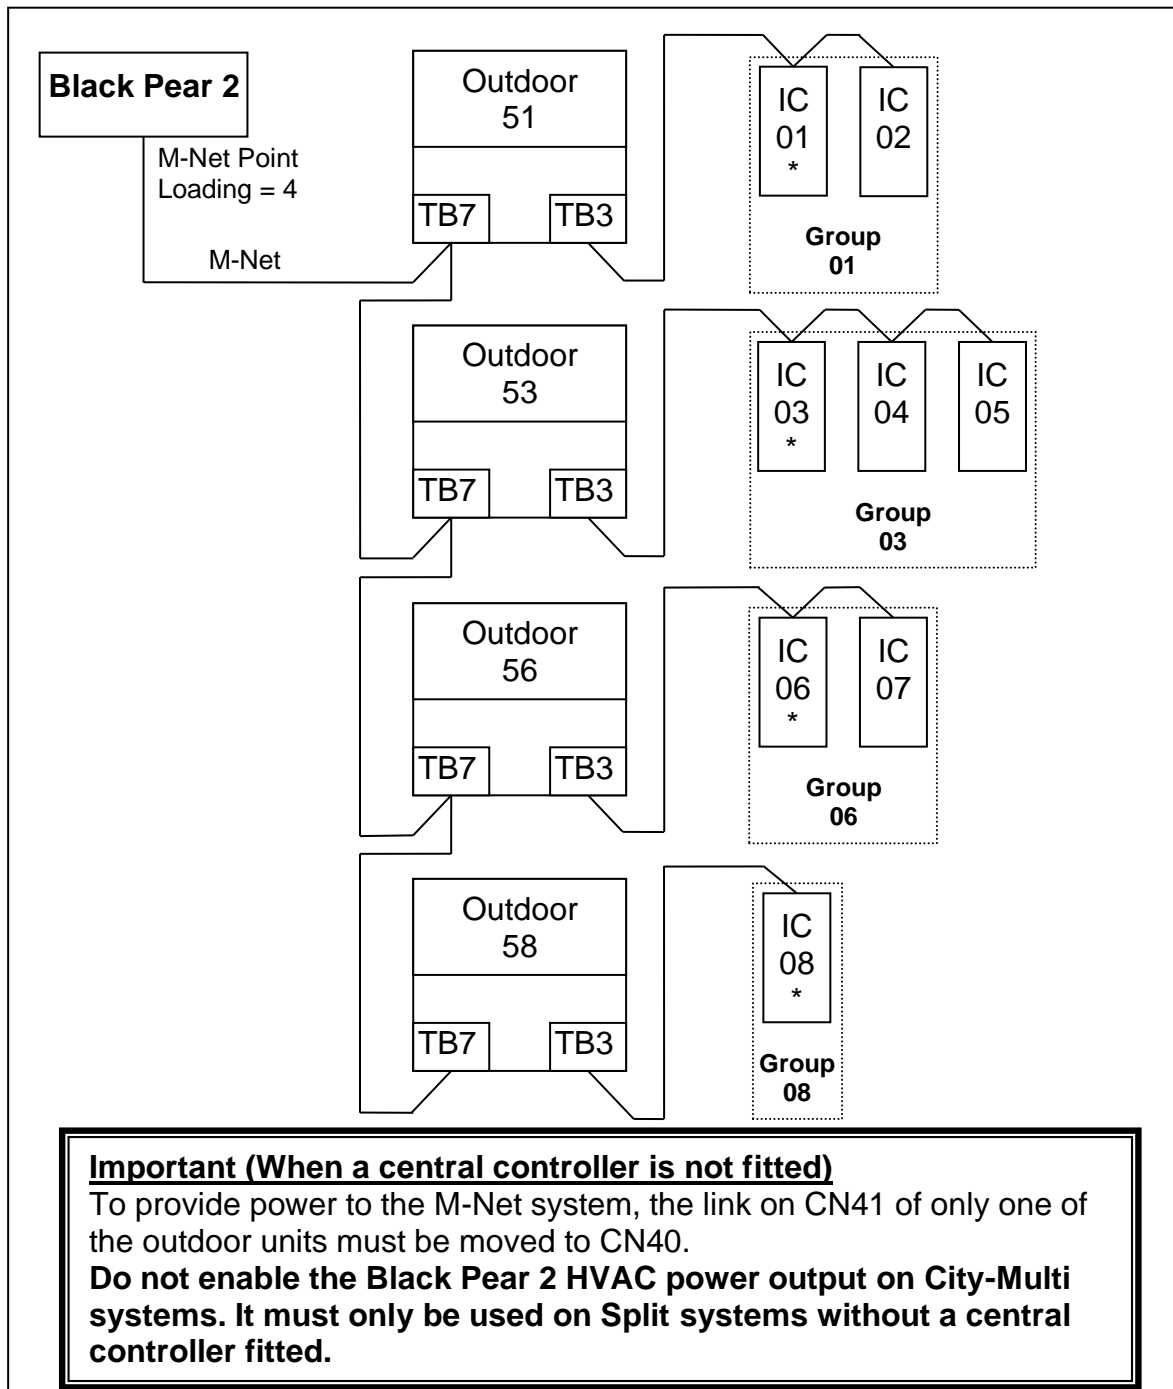 Black Pear 2
M-Net Point
Loading = 4
M-Net
Outdoor
51
TB7
TB3
IC
01
*
IC
02
Group
01
Outdoor
53
TB7
TB3
IC
03
*
IC
04
IC
05
Group
03
Outdoor
56
TB7
TB3
IC
06
*
IC
07
Group
06
Outdoor
58
TB7
TB3
IC
08
*
Group
08
Important (When a central controller is not fitted)
To provide power to the M-Net system, the link on CN41 of only one of
the outdoor units must be moved to CN40.
Do not enable the Black Pear 2 HVAC power output on City-Multi
systems. It must only be used on Split systems without a central
controller fitted.